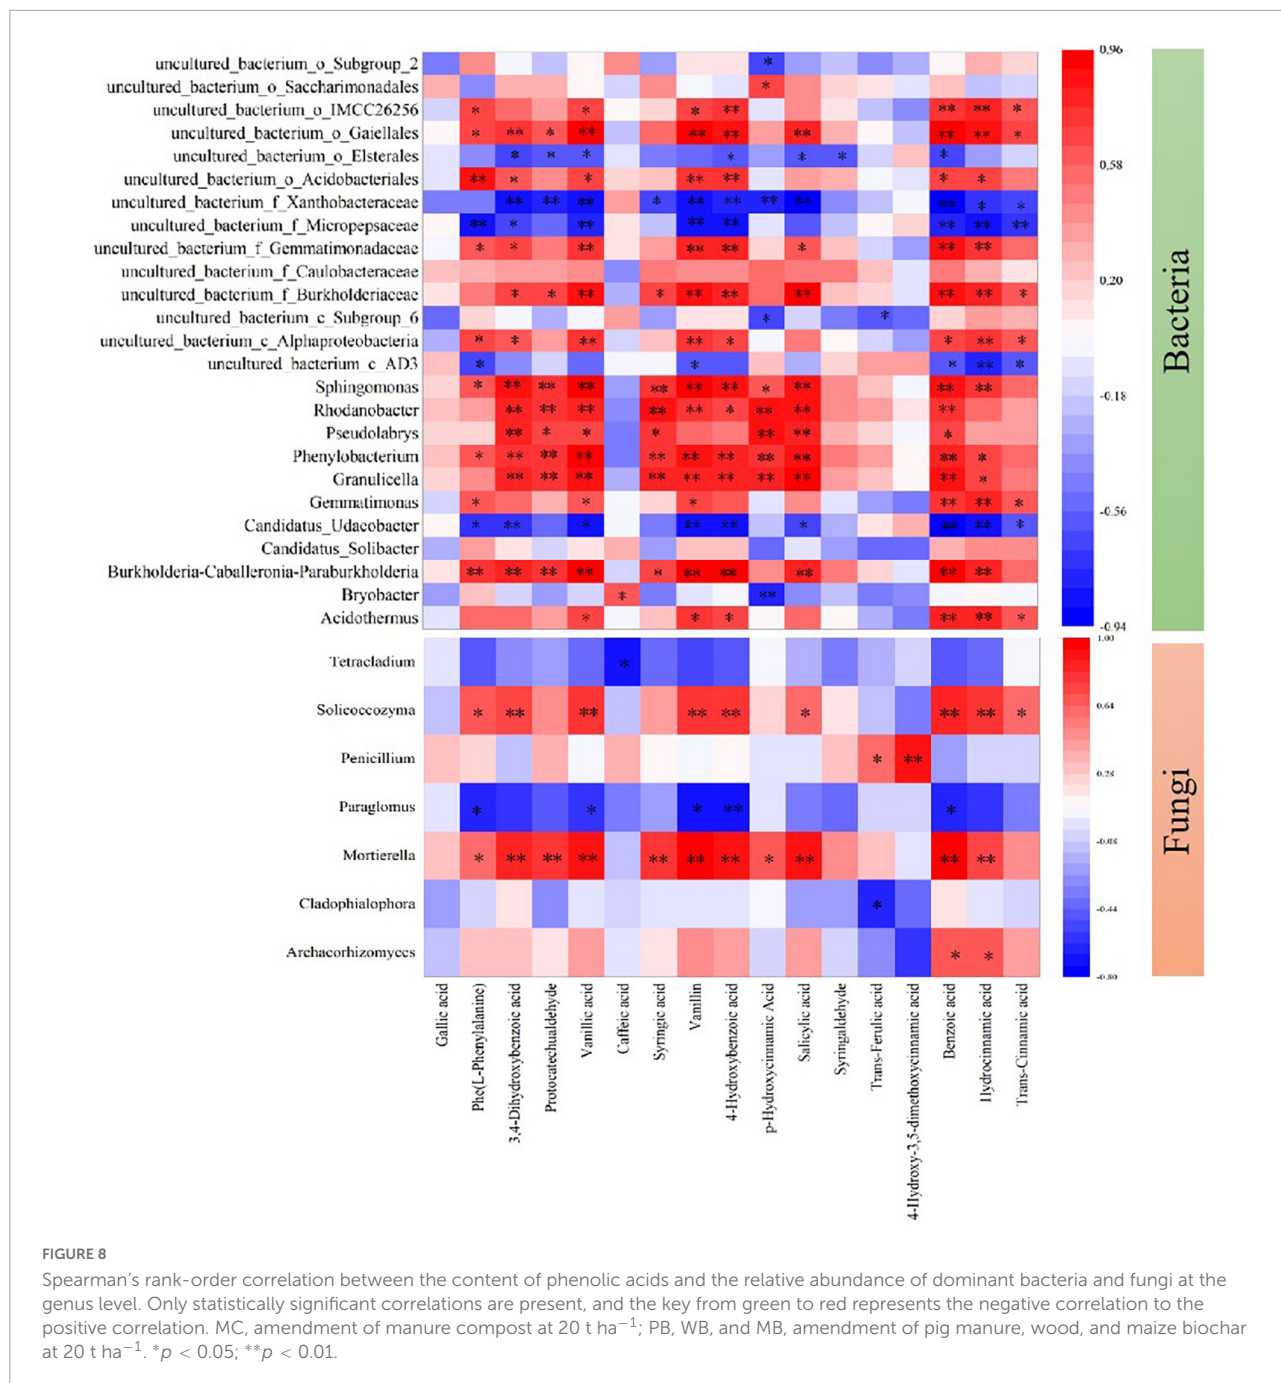 uncultured_bacterium_o_Subgroup_2
uncultured_bacterium_o_Saccharimonadales
uncultured_bacterium_o_IMCC26256
uncultured_bacterium_o_Gaiellales
uncultured_bacterium_o_Elsterales
uncultured_bacterium_o_Acidobacteriales
uncultured_bacterium_f_Xanthobacteraceae
uncultured_bacterium_f_Micropepsaceae
uncultured_bacterium_f_Gemmatimonadaceae
uncultured_bacterium_f_Caulobacteraceae
uncultured_bacterium_f_Burkholderiaceae
uncultured_bacterium_c_Subgroup_6
uncultured_bacterium_c_Alphaproteobacteria
uncultured_bacterium_c_AD3
Sphingomonas
Rhodanobacter
Pseudolabrys
Phenylobacterium
Granulicella
Gemmatimonas
Candidatus_Udaeobacter
Candidatus_Solibacter
Burkholderia-Caballeronia-Paraburkholderia
Bryobacter
Acidothermus
0.96
0.58
0.20
-0.18
-0.56
-0.94
Bacteria
Tetracladium
Solicoccozyma
Penicillium
Paraglomus
Mortierella
Cladophialophora
Archaeorhizomyces
1.00
0.64
0.28
-0.08
-0.44
-0.80
Fungi
Gallic acid
Phe(L-Phenylalanine)
3,4-Dihydroxybenzoic acid
Protocatechualdehyde
Vanillic acid
Caffeic acid
Syringic acid
Vanillin
4-Hydroxybenzoic acid
p-Hydroxycinnamic Acid
Salicylic acid
Syringaldehyde
Trans-Ferulic acid
4-Hydroxy-3,5-dimethoxycinnamic acid
Benzoic acid
Hydrocinnamic acid
Trans-Cinnamic acid
FIGURE 8
Spearman's rank-order correlation between the content of phenolic acids and the relative abundance of dominant bacteria and fungi at the
genus level. Only statistically significant correlations are present, and the key from green to red represents the negative correlation to the
positive correlation. MC, amendment of manure compost at 20 t ha⁻¹; PB, WB, and MB, amendment of pig manure, wood, and maize biochar
at 20 t ha⁻¹. *p < 0.05; **p < 0.01.